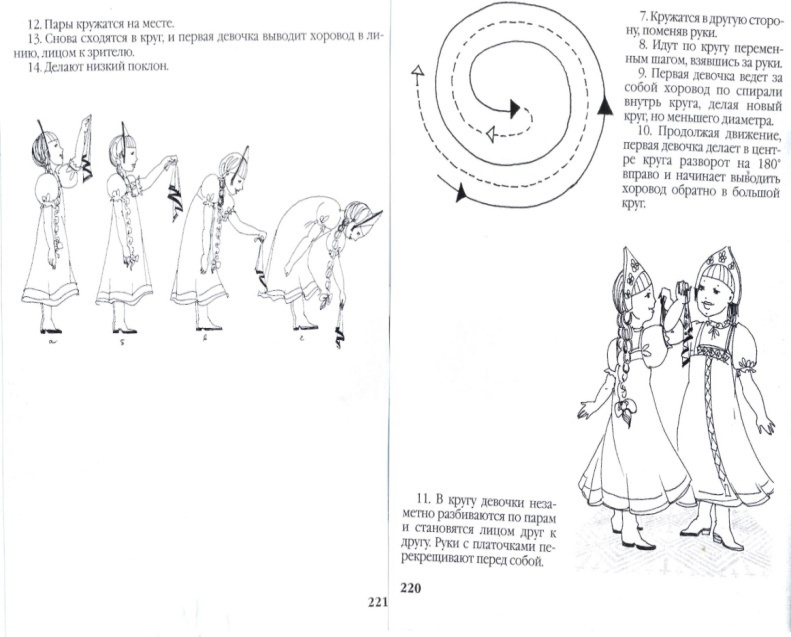 12. Пары кружатся на месте.
13. Снова сходятся в круг, и первая девочка выводит хоровод в ли-
нию, лицом к зрителю.
14. Делают низкий поклон.
а б в г
221
7. Кружатся в другую сторо-
ну, поменяв руки.
8. Идут по кругу перемен-
ным шагом, взявшись за руки.
9. Первая девочка ведет за
собой хоровод по спирали
внутрь круга, делая новый
круг, но меньшего диаметра.
10. Продолжая движение,
первая девочка делает в цент-
ре круга разворот на 180°
вправо и начинает выводить
хоровод обратно в большой
круг.
11. В кругу девочки неза-
метно разбиваются по парам
и становятся лицом друг к
другу. Руки с платочками пе-
рекрещивают перед собой.
220